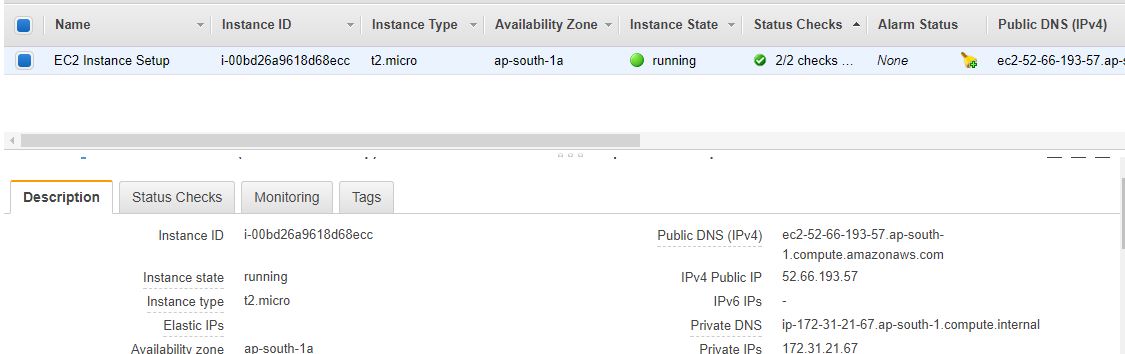 Name Instance ID Instance Type Availability Zone Instance State Status Checks Alarm Status Public DNS (IPv4)
EC2 Instance Setup i-00bd26a9618d68ecc t2.micro ap-south-1a running 2/2 checks ... None ec2-52-66-193-57.ap-s
Description Status Checks Monitoring Tags
Instance ID i-00bd26a9618d68ecc Public DNS (IPv4) ec2-52-66-193-57.ap-south-
1.compute.amazonaws.com
Instance state running IPv4 Public IP 52.66.193.57
Instance type t2.micro IPv6 IPs -
Elastic IPs Private DNS ip-172-31-21-67.ap-south-1.compute.internal
Availability zone ap-south-1a Private IPs 172.31.21.67